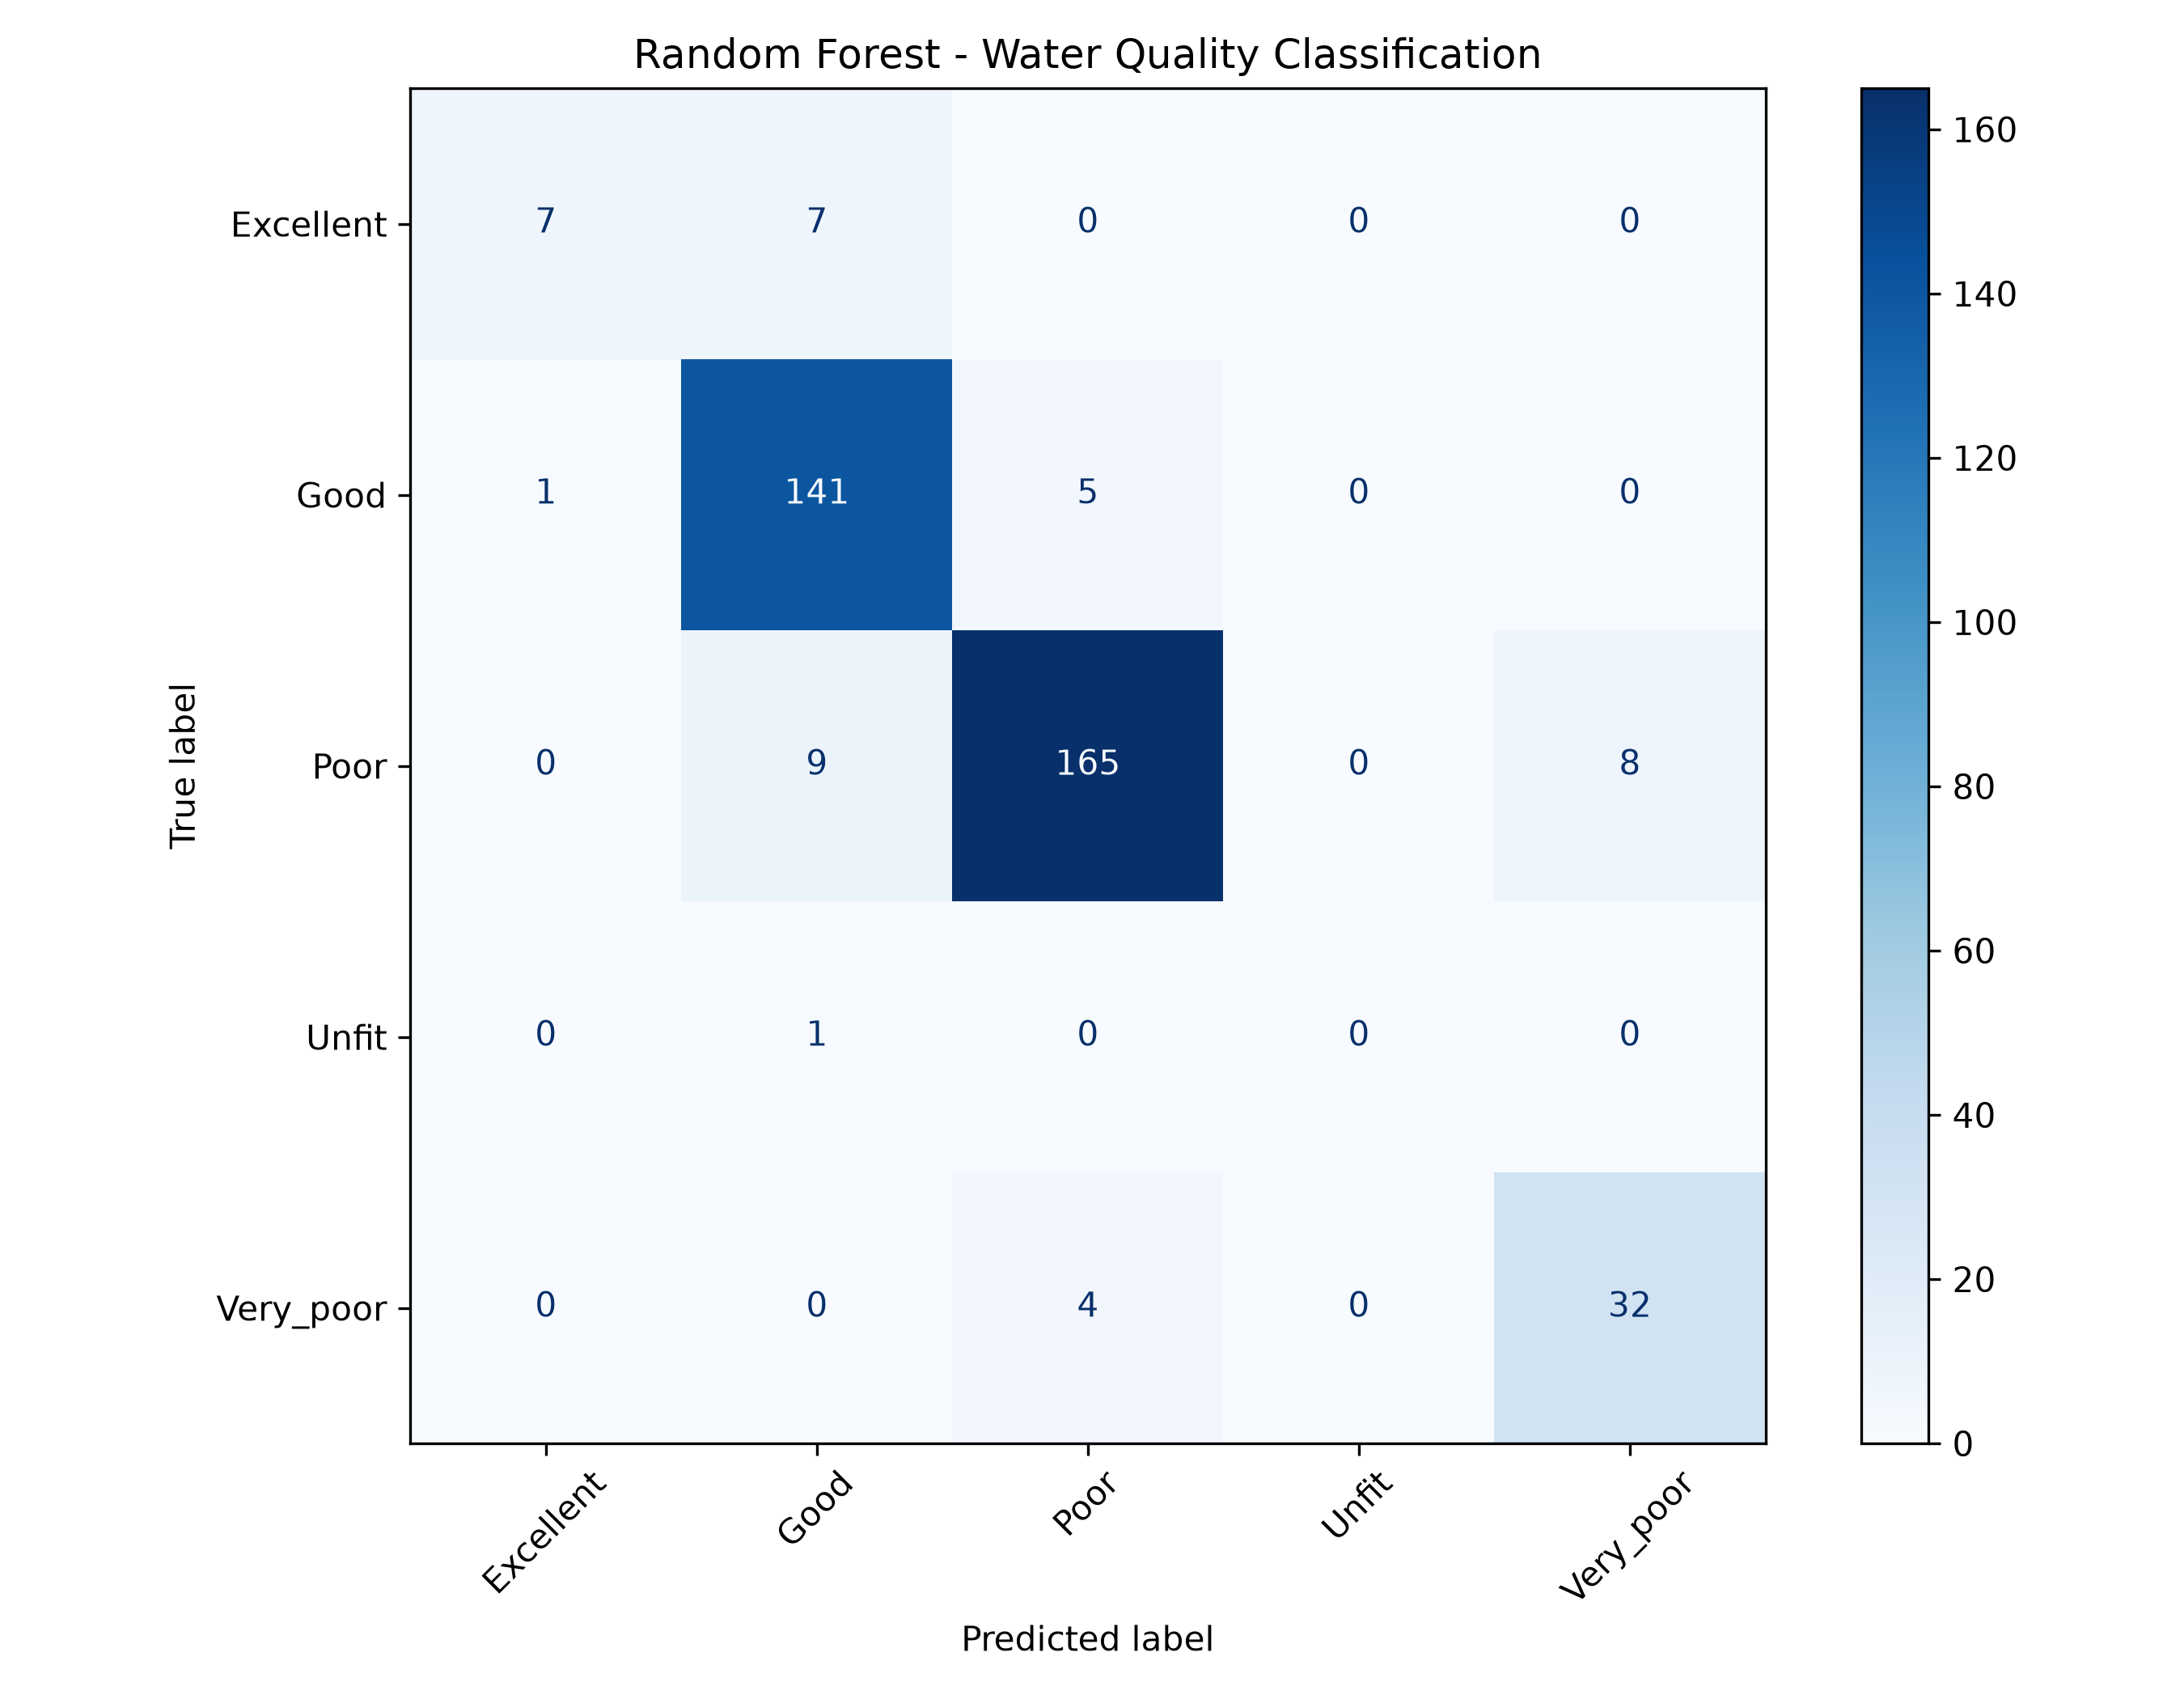 Random Forest - Water Quality Classification
Excellent 7 7 0 0 0
Good 1 141 5 0 0
Poor 0 9 165 0 8
Unfit 0 1 0 0 0
Very_poor 0 0 4 0 32
Excellent Good Poor Unfit Very_poor
Predicted label
True label
160
140
120
100
80
60
40
20
0